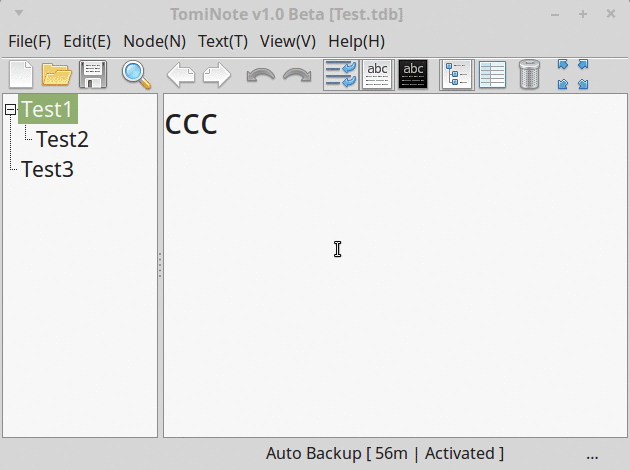 TomiNote v1.0 Beta [Test.tdb]
File(F) Edit(E) Node(N) Text(T) View(V) Help(H)
abc abc
Test1
Test2
Test3
ccc
Auto Backup [ 56m | Activated ] ...